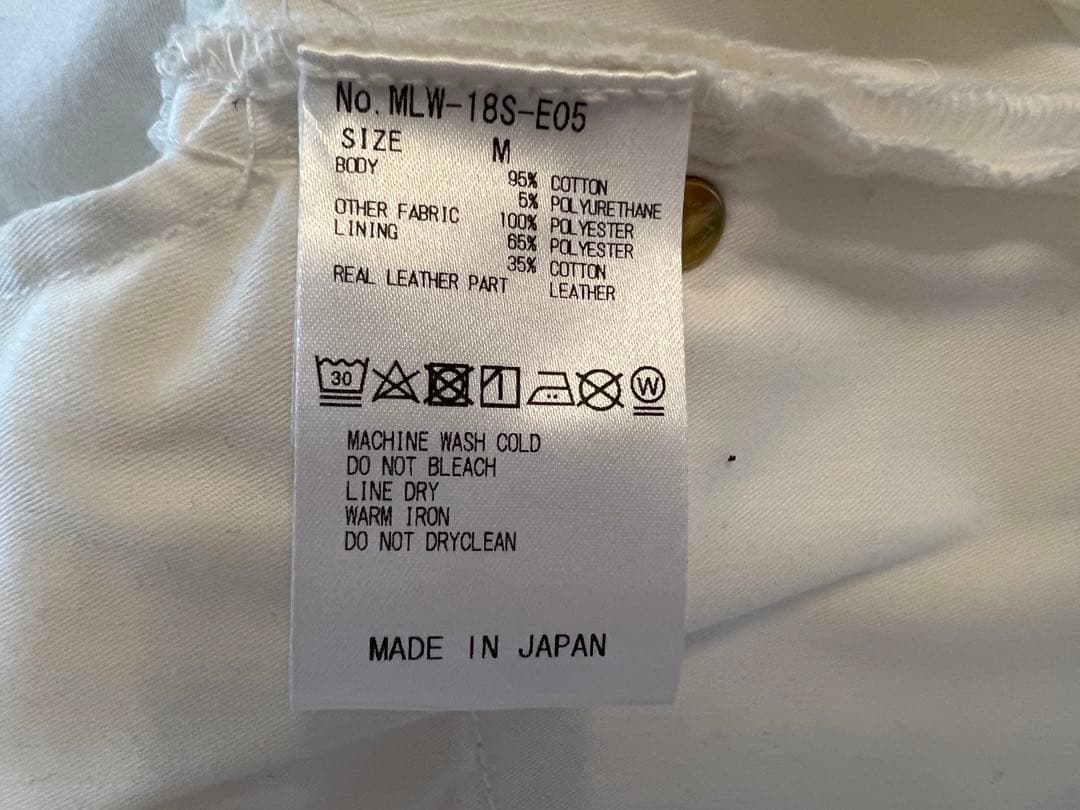 No. MLW-18S-E05
SIZE M
BODY 95% COTTON
5% POLYURETHANE
OTHER FABRIC 100% POLYESTER
LINING 65% POLYESTER
35% COTTON
REAL LEATHER PART LEATHER
30 W
MACHINE WASH COLD
DO NOT BLEACH
LINE DRY
WARM IRON
DO NOT DRYCLEAN
MADE IN JAPAN